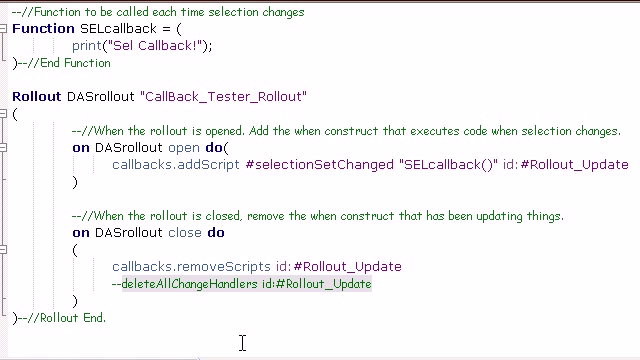 --//Function to be called each time selection changes
Function SELcallback = (
print("Sel Callback!");
)--//End Function
Rollout DASrollout "CallBack_Tester_Rollout"
(
--//When the rollout is opened. Add the when construct that executes code when selection changes.
on DASrollout open do(
callbacks.addScript #selectionSetChanged "SELcallback()" id:#Rollout_Update
)
--//When the rollout is closed, remove the when construct that has been updating things.
on DASrollout close do
(
callbacks.removeScripts id:#Rollout_Update
--deleteAllChangeHandlers id:#Rollout_Update
)
)--//Rollout End.